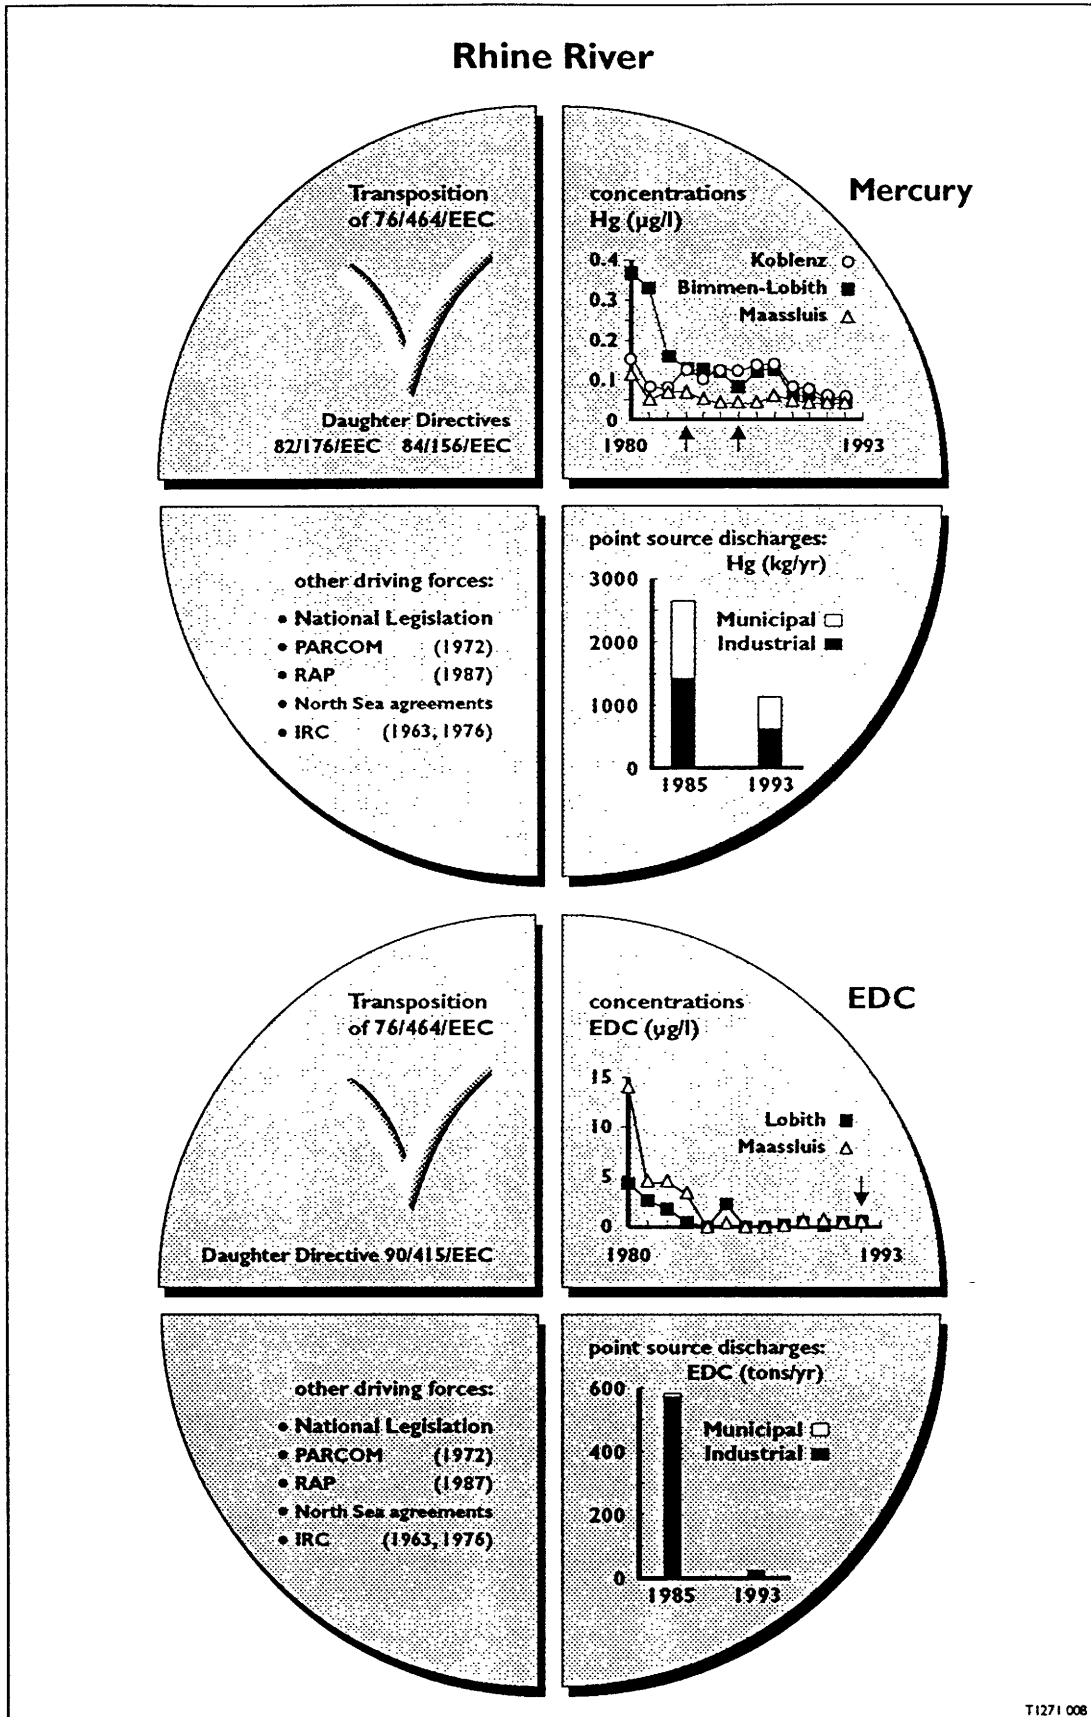 Rhine River
Transposition
of 76/464/EEC
Daughter Directives
82/176/EEC 84/156/EEC
Mercury
concentrations
Hg (µg/l)
Koblenz
Bimmen-Lobith
Maassluis
0.4
0.3
0.2
0.1
0
1980
1993
other driving forces:
• National Legislation
• PARCOM (1972)
• RAP (1987)
• North Sea agreements
• IRC (1963, 1976)
point source discharges:
Hg (kg/yr)
3000
2000
1000
0
Municipal
Industrial
1985
1993
Transposition
of 76/464/EEC
Daughter Directive 90/415/EEC
EDC
concentrations
EDC (µg/l)
15
10
5
0
Lobith
Maassluis
1980
1993
other driving forces:
• National Legislation
• PARCOM (1972)
• RAP (1987)
• North Sea agreements
• IRC (1963, 1976)
point source discharges:
EDC (tons/yr)
600
400
200
0
Municipal
Industrial
1985
1993
T1271 008